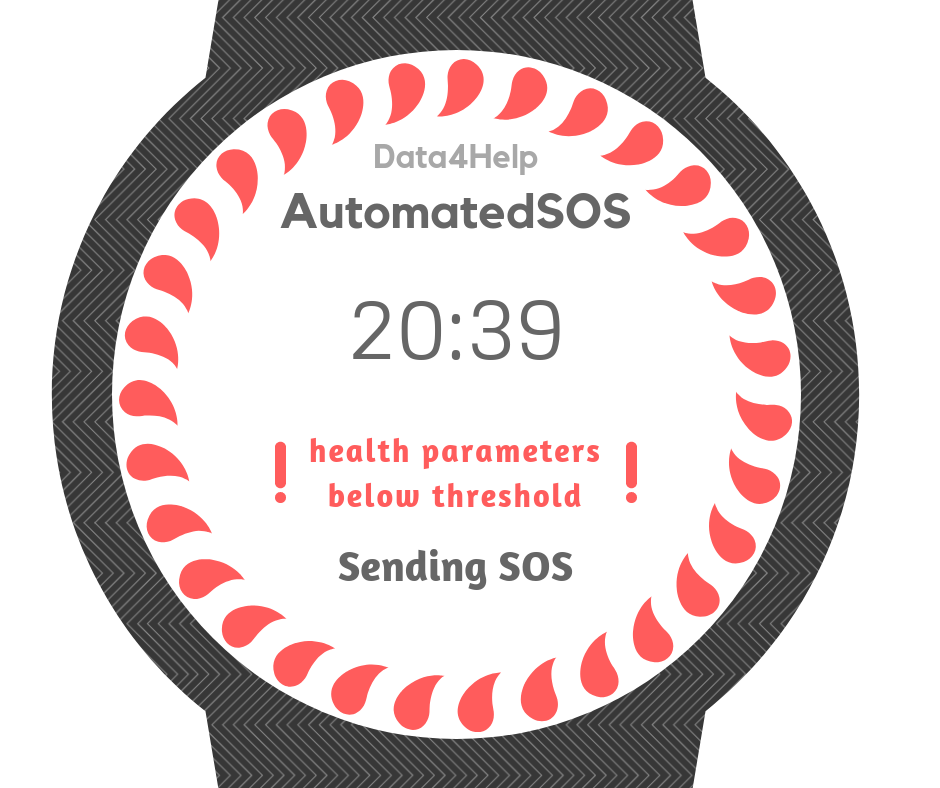 Data4Help
AutomatedSOS
20:39
! health parameters !
below threshold
Sending SOS